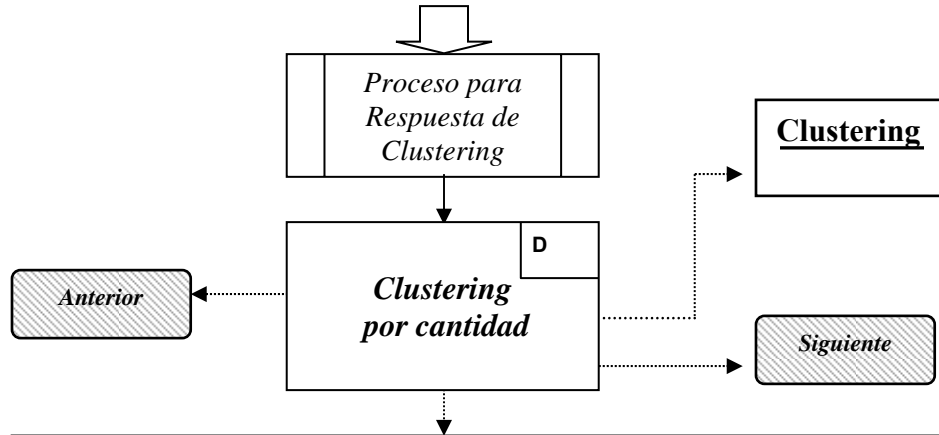 Proceso para
Respuesta de
Clustering
Clustering
D
Clustering
por cantidad
Anterior
Siguiente